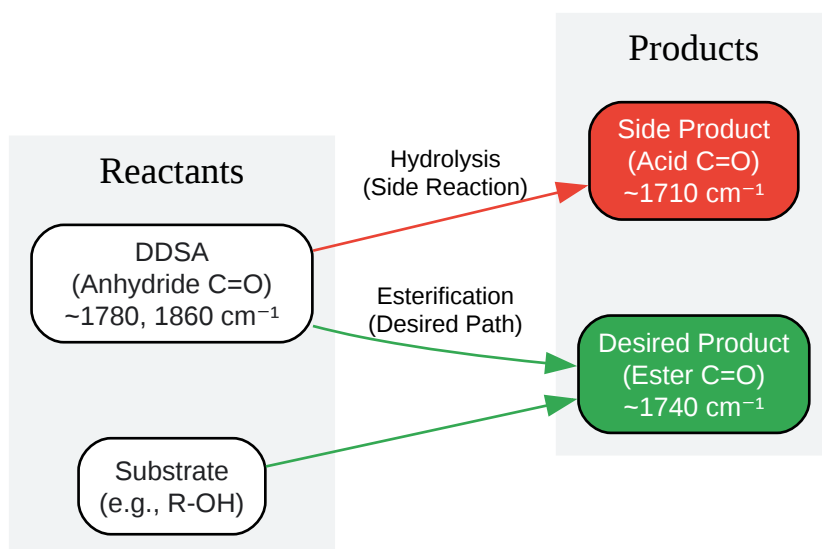 Products
Side Product
(Acid C=O)
~1710 cm⁻¹
Reactants
Hydrolysis
(Side Reaction)
DDSA
(Anhydride C=O)
~1780, 1860 cm⁻¹
Esterification
(Desired Path)
Desired Product
(Ester C=O)
~1740 cm⁻¹
Substrate
(e.g., R-OH)